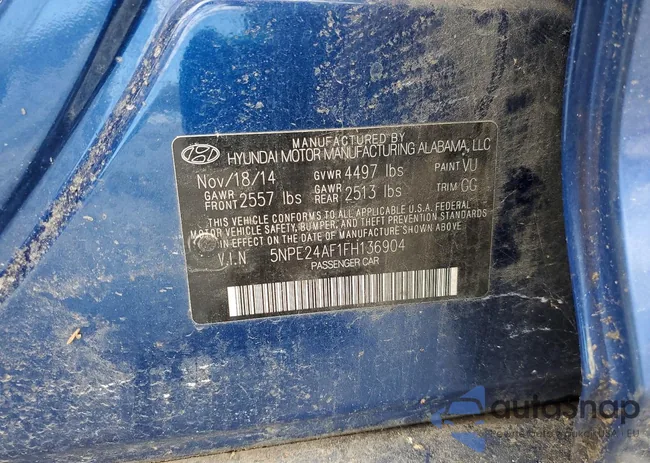 MANUFACTURED BY
HYUNDAI MOTOR MANUFACTURING ALABAMA, LLC
Nov/18/14 GVWR 4497 lbs PAINT VU
GAWR FRONT 2557 lbs GAWR REAR 2513 lbs TRIM GG
THIS VEHICLE CONFORMS TO ALL APPLICABLE U.S.A. FEDERAL
MOTOR VEHICLE SAFETY, BUMPER, AND THEFT PREVENTION STANDARDS
IN EFFECT ON THE DATE OF MANUFACTURE SHOWN ABOVE.
V.I.N 5NPE24AF1FH136904
PASSENGER CAR
autoSnap